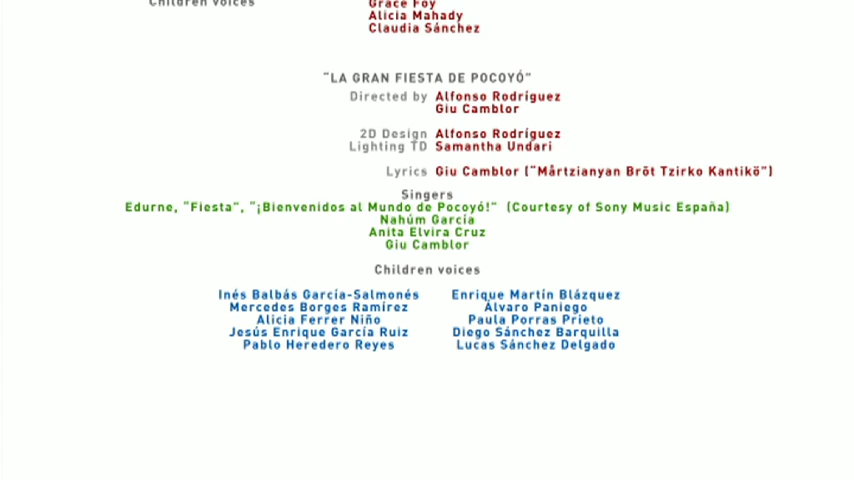 Children voices Grace Foy
Alicia Mahady
Claudia Sánchez
"LA GRAN FIESTA DE POCOYÓ"
Directed by Alfonso Rodríguez
Giu Camblor
2D Design Alfonso Rodríguez
Lighting TD Samantha Undari
Lyrics Giu Camblor ("Mårtzianyan Bröt Tzirko Kantikö")
Singers
Edurne, "Fiesta", "¡Bienvenidos al Mundo de Pocoyó!" (Courtesy of Sony Music España)
Nahúm García
Anita Elvira Cruz
Giu Camblor
Children voices
Inés Balbás García-Salmonés Enrique Martín Blázquez
Mercedes Borges Ramírez Álvaro Paniego
Alicia Ferrer Niño Paula Porras Prieto
Jesús Enrique García Ruiz Diego Sánchez Barquilla
Pablo Heredero Reyes Lucas Sánchez Delgado